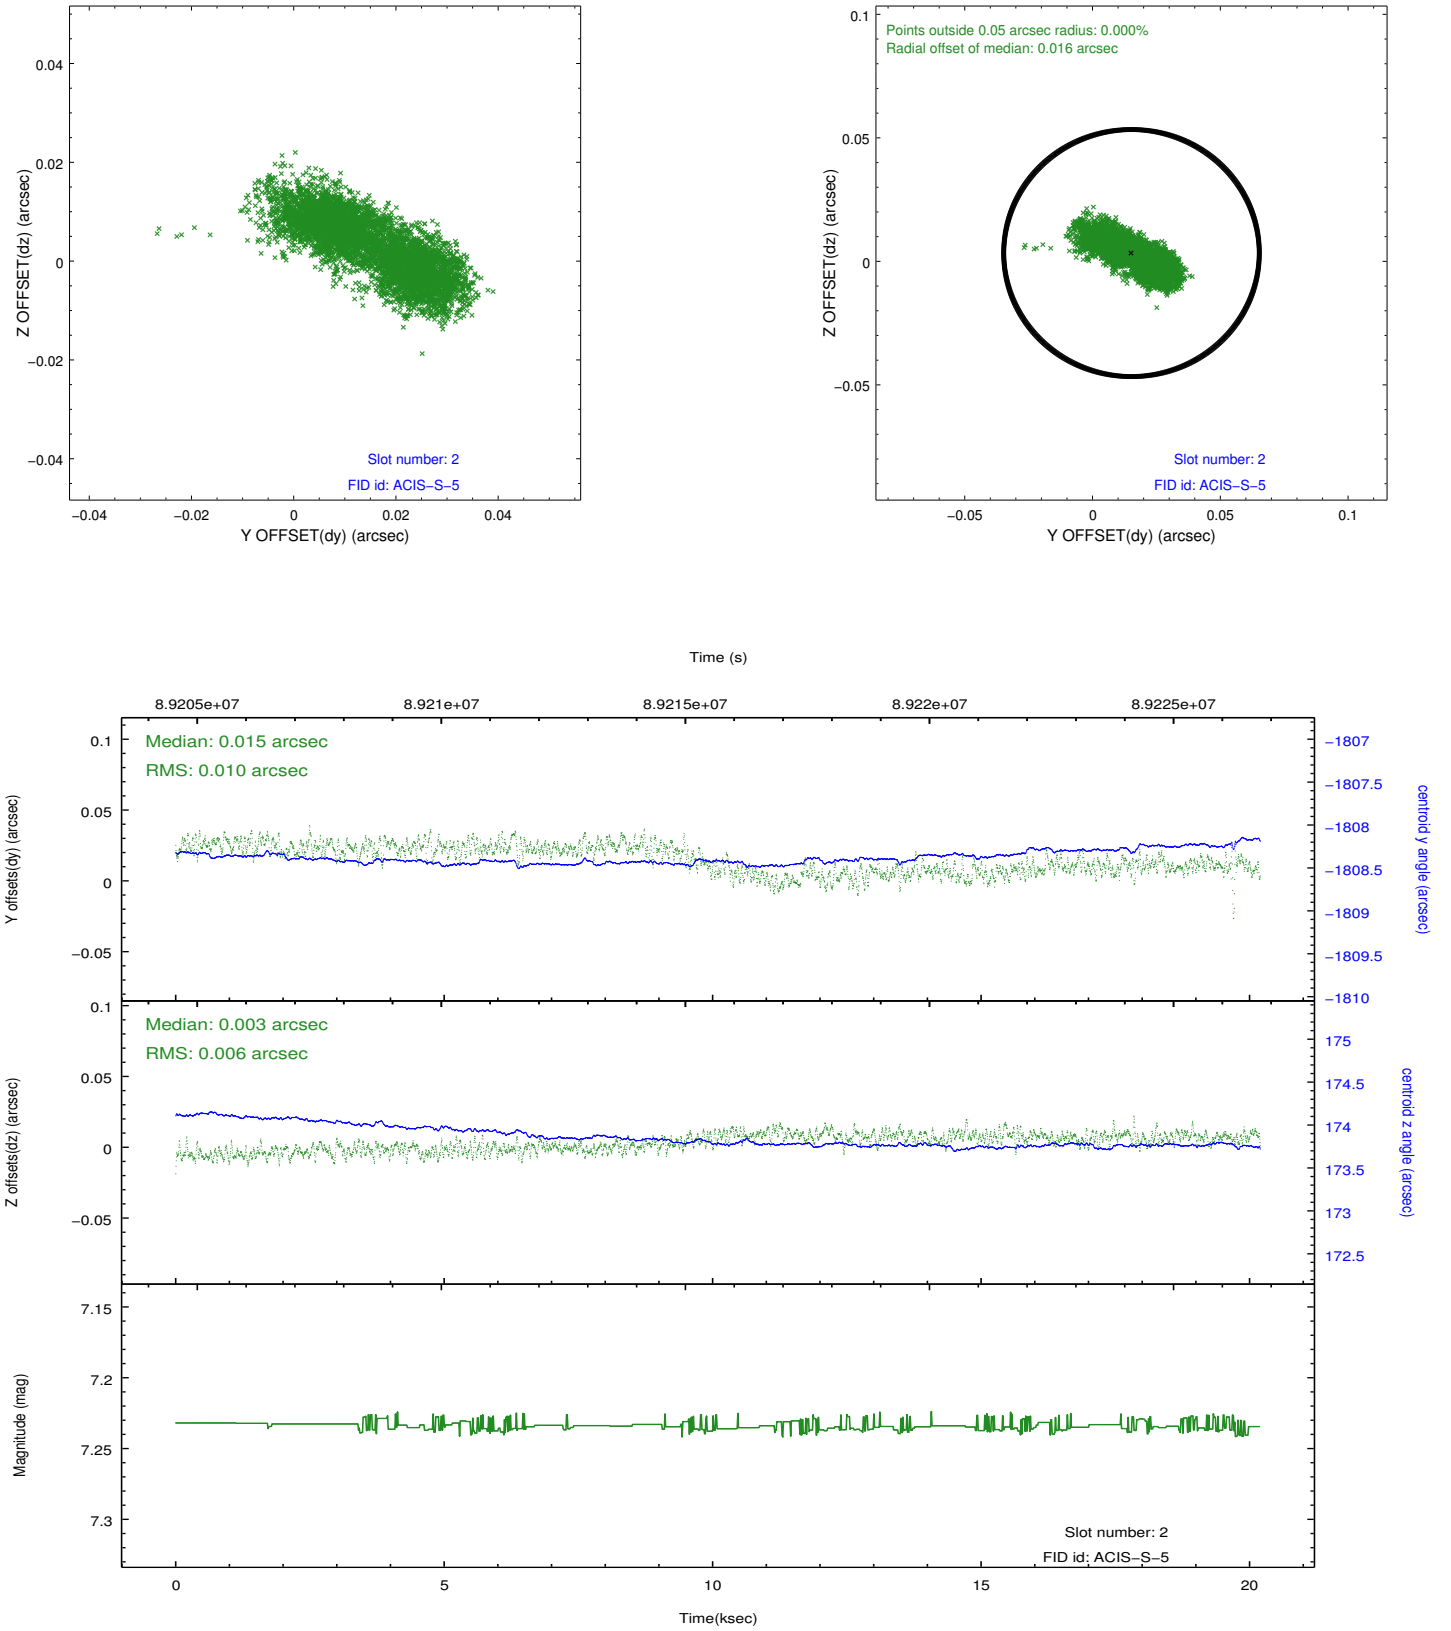 0.04
0.02
0
−0.02
−0.04
Z OFFSET(dz) (arcsec)
Slot number: 2
FID id: ACIS−S−5
−0.04
−0.02
0
0.02
0.04
Y OFFSET(dy) (arcsec)
0.1
0.05
0
−0.05
Z OFFSET(dz) (arcsec)
Points outside 0.05 arcsec radius: 0.000%
Radial offset of median: 0.016 arcsec
Slot number: 2
FID id: ACIS−S−5
−0.05
0
0.05
0.1
Y OFFSET(dy) (arcsec)
Time (s)
8.9205e+07
8.921e+07
8.9215e+07
8.922e+07
8.9225e+07
Median: 0.015 arcsec
RMS: 0.010 arcsec
0.1
0.05
0
−0.05
Y offsets(dy) (arcsec)
−1807
−1807.5
−1808
−1808.5
−1809
−1809.5
−1810
centroid y angle (arcsec)
Median: 0.003 arcsec
RMS: 0.006 arcsec
0.1
0.05
0
−0.05
Z offsets(dz) (arcsec)
175
174.5
174
173.5
173
172.5
centroid z angle (arcsec)
7.15
7.2
7.25
7.3
Magnitude (mag)
Slot number: 2
FID id: ACIS−S−5
0
5
10
15
20
Time(ksec)